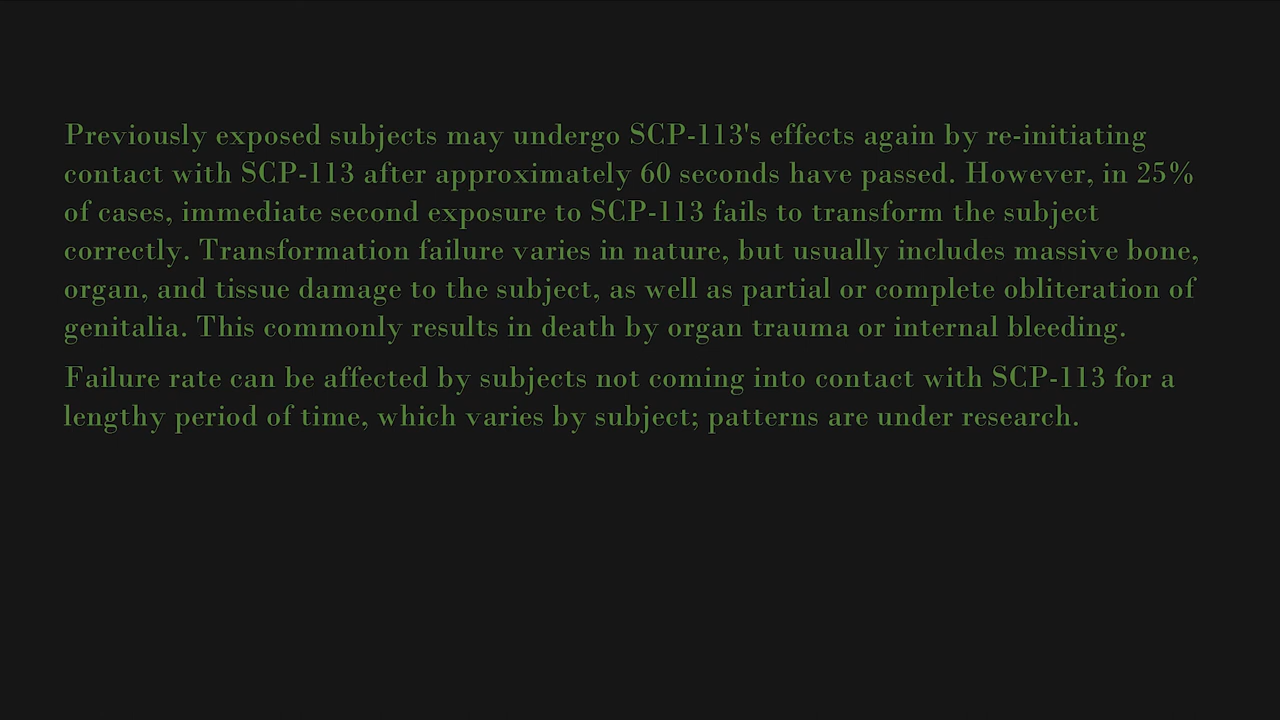 Previously exposed subjects may undergo SCP-113's effects again by re-initiating
contact with SCP-113 after approximately 60 seconds have passed. However, in 25%
of cases, immediate second exposure to SCP-113 fails to transform the subject
correctly. Transformation failure varies in nature, but usually includes massive bone,
organ, and tissue damage to the subject, as well as partial or complete obliteration of
genitalia. This commonly results in death by organ trauma or internal bleeding.
Failure rate can be affected by subjects not coming into contact with SCP-113 for a
lengthy period of time, which varies by subject; patterns are under research.